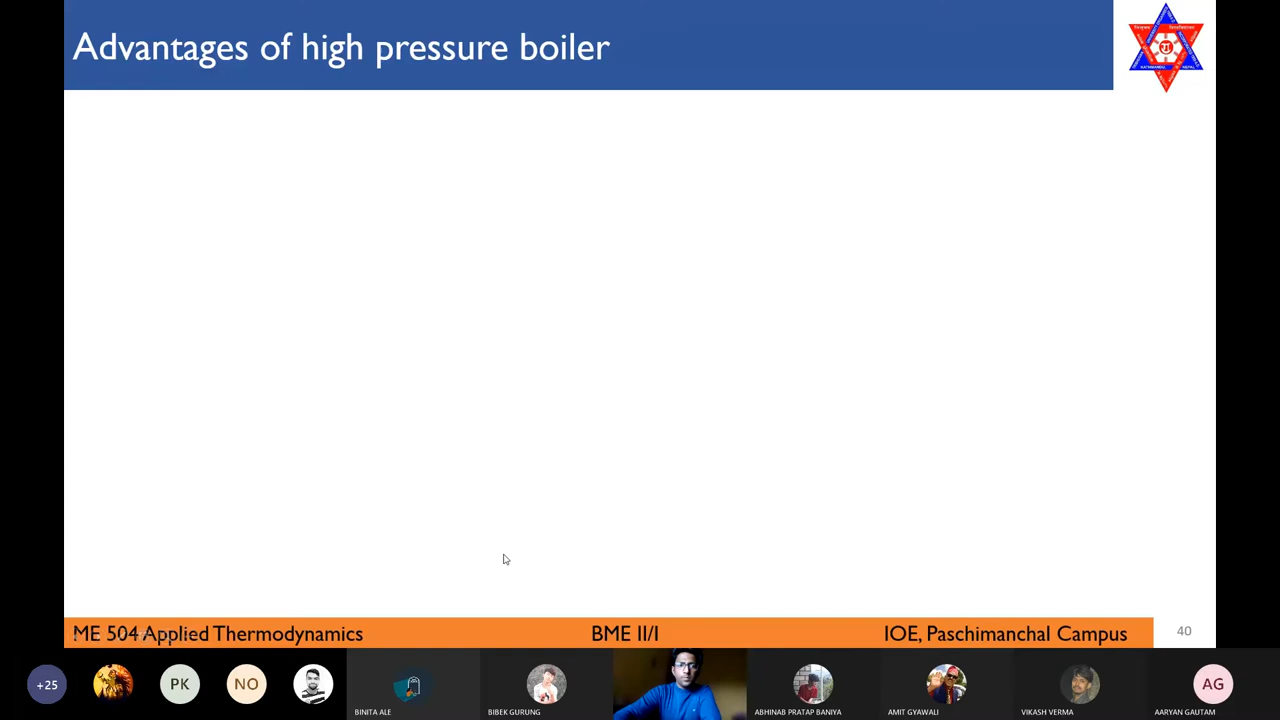 Advantages of high pressure boiler
ME 504 Applied Thermodynamics
BME II/I
IOE, Paschimanchal Campus
40
+25
PK
NO
BINITA ALE
BIBEK GURUNG
ABHINAB PRATAP BANIYA
AMIT GYAWALI
VIKASH VERMA
AG
AARYAN GAUTAM